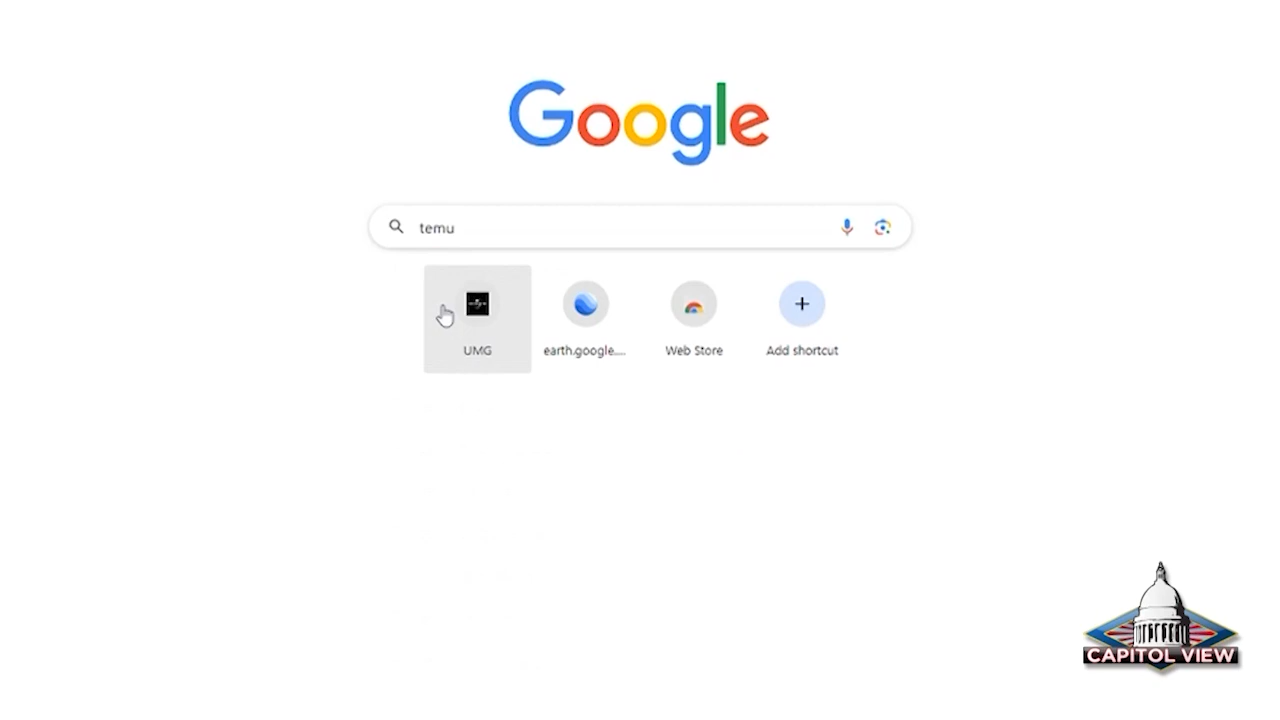 Google
temu
UMG
earth.google....
Web Store
Add shortcut
CAPITOL VIEW